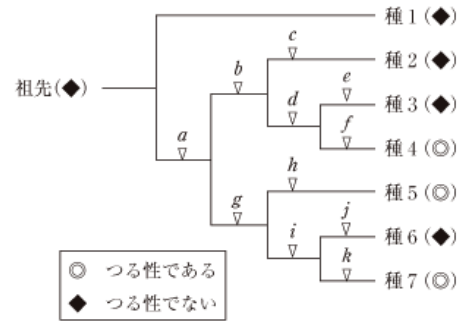 種1(◆)
c
種2(◆)
b
e
祖先(◆)
d
種3(◆)
a
f
種4(◎)
h
種5(◎)
g
j
i
種6(◆)
k
種7(◎)
◎ つる性である
◆ つる性でない